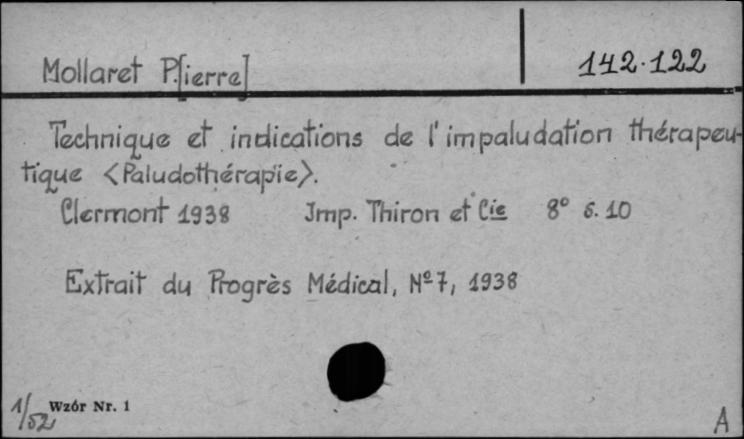 Mollaret P.[ierre]
142.122
Technique et indications de l'impaludation thérapeu-
tique <Paludothérapie>.
Clermont 1938 Imp. Thiron et Cie 8° s. 10
Extrait du Progrès Médical, Nº 7, 1938
1/52 Wzór Nr. 1
A